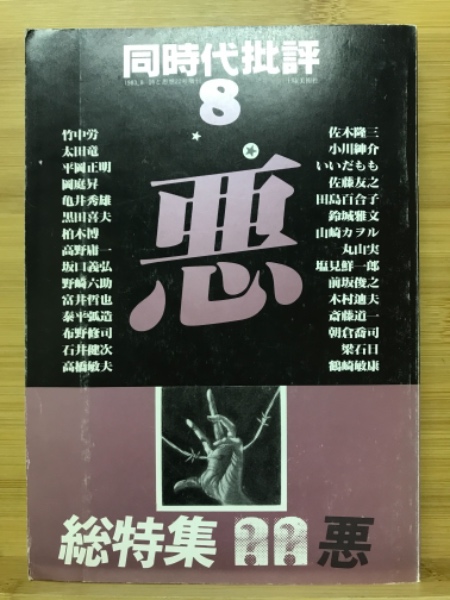 同時代批評
8
悪
竹中労
太田竜
平岡正明
岡庭昇
亀井秀雄
黒田喜夫
柏木博
高野庸一
坂口義弘
野崎六助
富井哲也
泰平弧造
布野修司
石井健次
高橋敏夫
佐木隆三
小川紳介
いいだもも
佐藤友之
田島百合子
鈴城雅文
山崎カヲル
丸山実
塩見鮮一郎
前坂俊之
木村迪夫
斎藤道一
朝倉喬司
梁石日
鶴崎敏康
総特集 ?? 悪